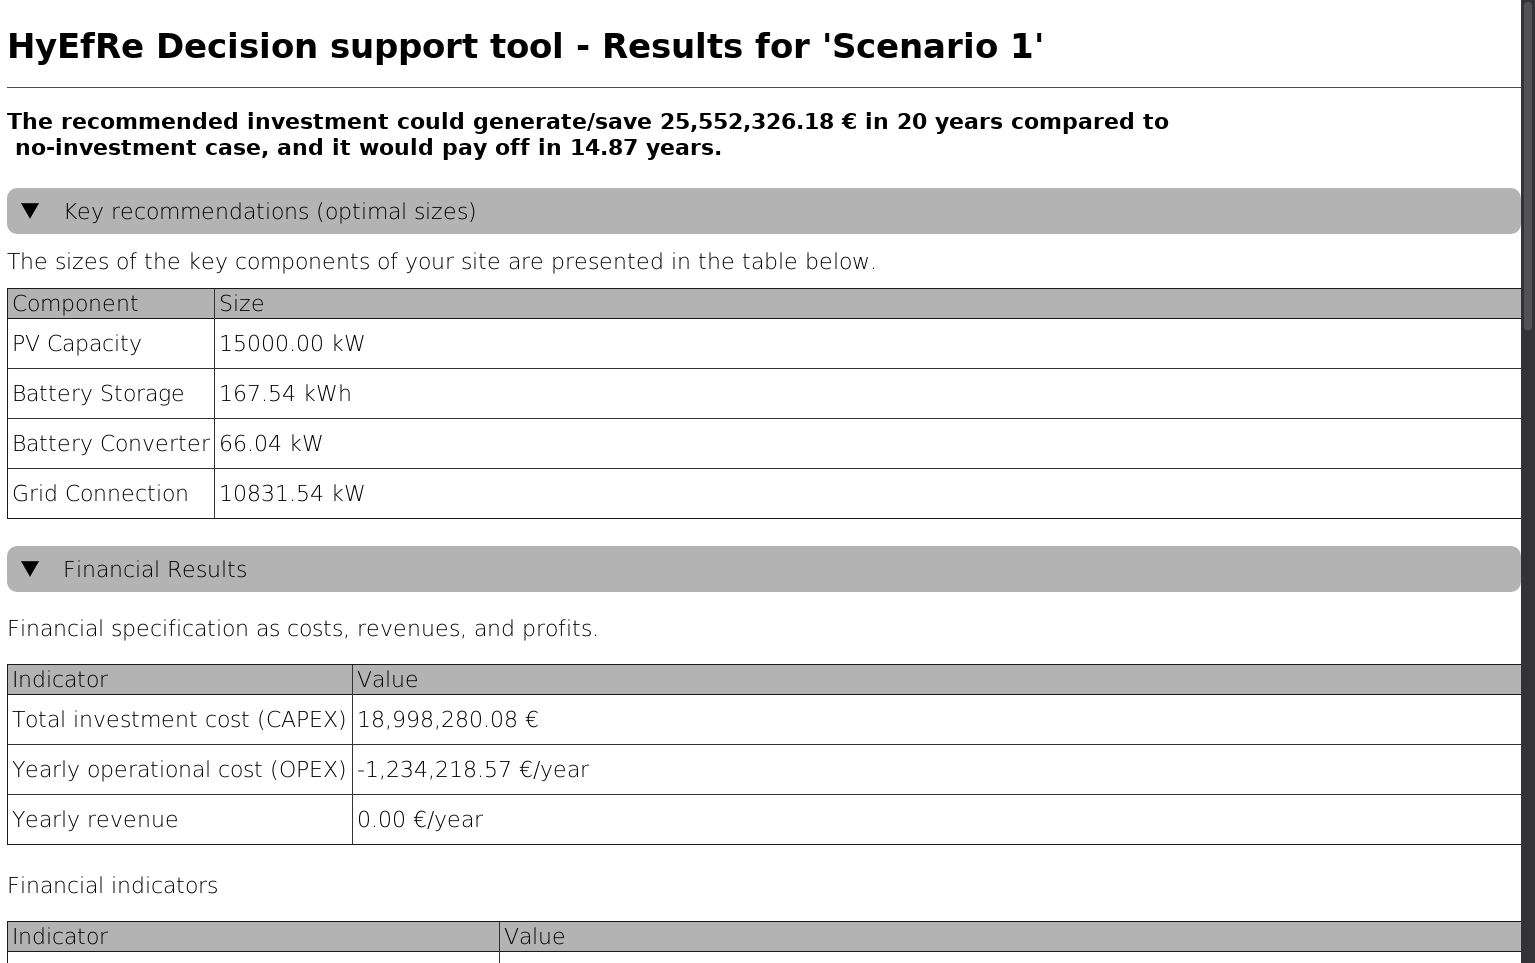 HyEfRe Decision support tool - Results for 'Scenario 1'
The recommended investment could generate/save 25,552,326.18 € in 20 years compared to
no-investment case, and it would pay off in 14.87 years.
▼ Key recommendations (optimal sizes)
The sizes of the key components of your site are presented in the table below.
Component Size
PV Capacity 15000.00 kW
Battery Storage 167.54 kWh
Battery Converter 66.04 kW
Grid Connection 10831.54 kW
▼ Financial Results
Financial specification as costs, revenues, and profits.
Indicator Value
Total investment cost (CAPEX) 18,998,280.08 €
Yearly operational cost (OPEX) -1,234,218.57 €/year
Yearly revenue 0.00 €/year
Financial indicators
Indicator Value